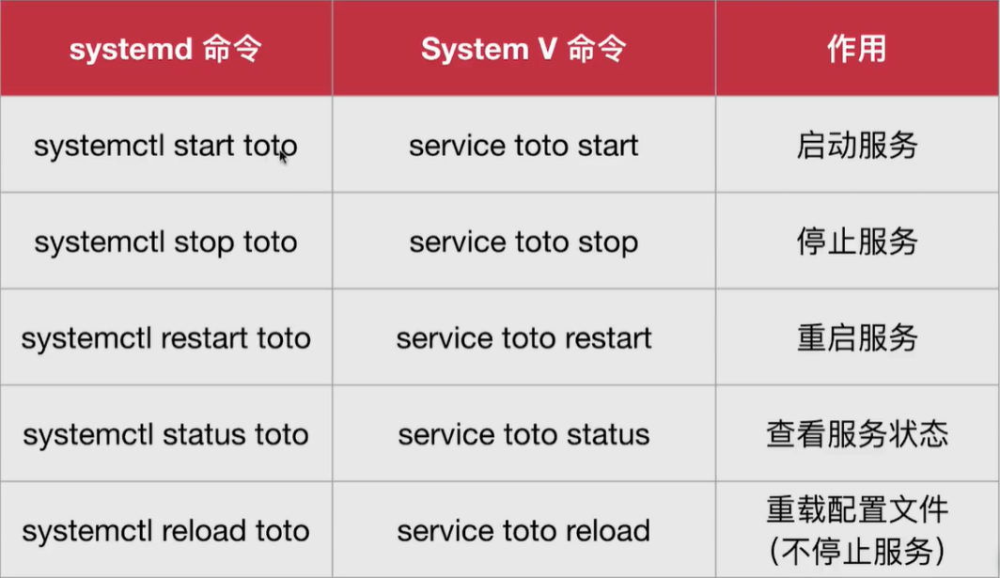 systemd 命令 System V 命令 作用
systemctl start toto service toto start 启动服务
systemctl stop toto service toto stop 停止服务
systemctl restart toto service toto restart 重启服务
systemctl status toto service toto status 查看服务状态
systemctl reload toto service toto reload 重载配置文件
（不停止服务）